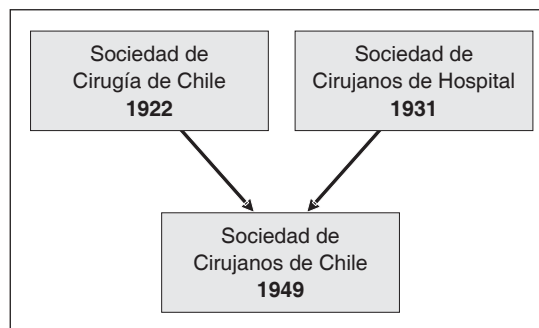 Sociedad de
Cirugía de Chile
1922
Sociedad de
Cirujanos de Hospital
1931
Sociedad de
Cirujanos de Chile
1949